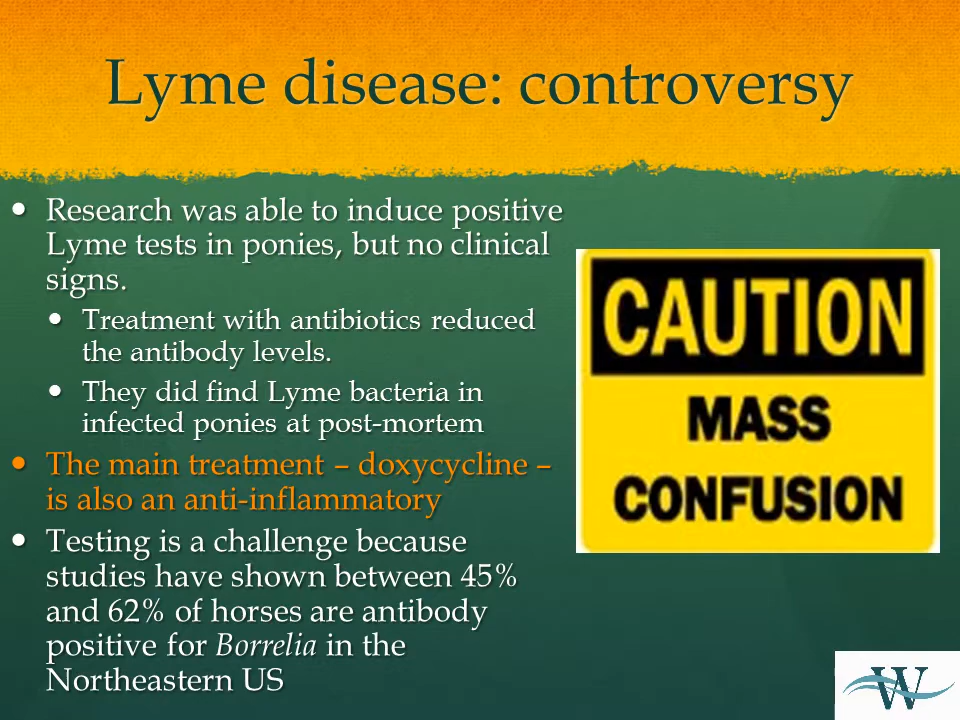 Lyme disease: controversy
• Research was able to induce positive
Lyme tests in ponies, but no clinical
signs.
• Treatment with antibiotics reduced
the antibody levels.
• They did find Lyme bacteria in
infected ponies at post-mortem
• The main treatment – doxycycline –
is also an anti-inflammatory
• Testing is a challenge because
studies have shown between 45%
and 62% of horses are antibody
positive for Borrelia in the
Northeastern US
CAUTION
MASS
CONFUSION
W